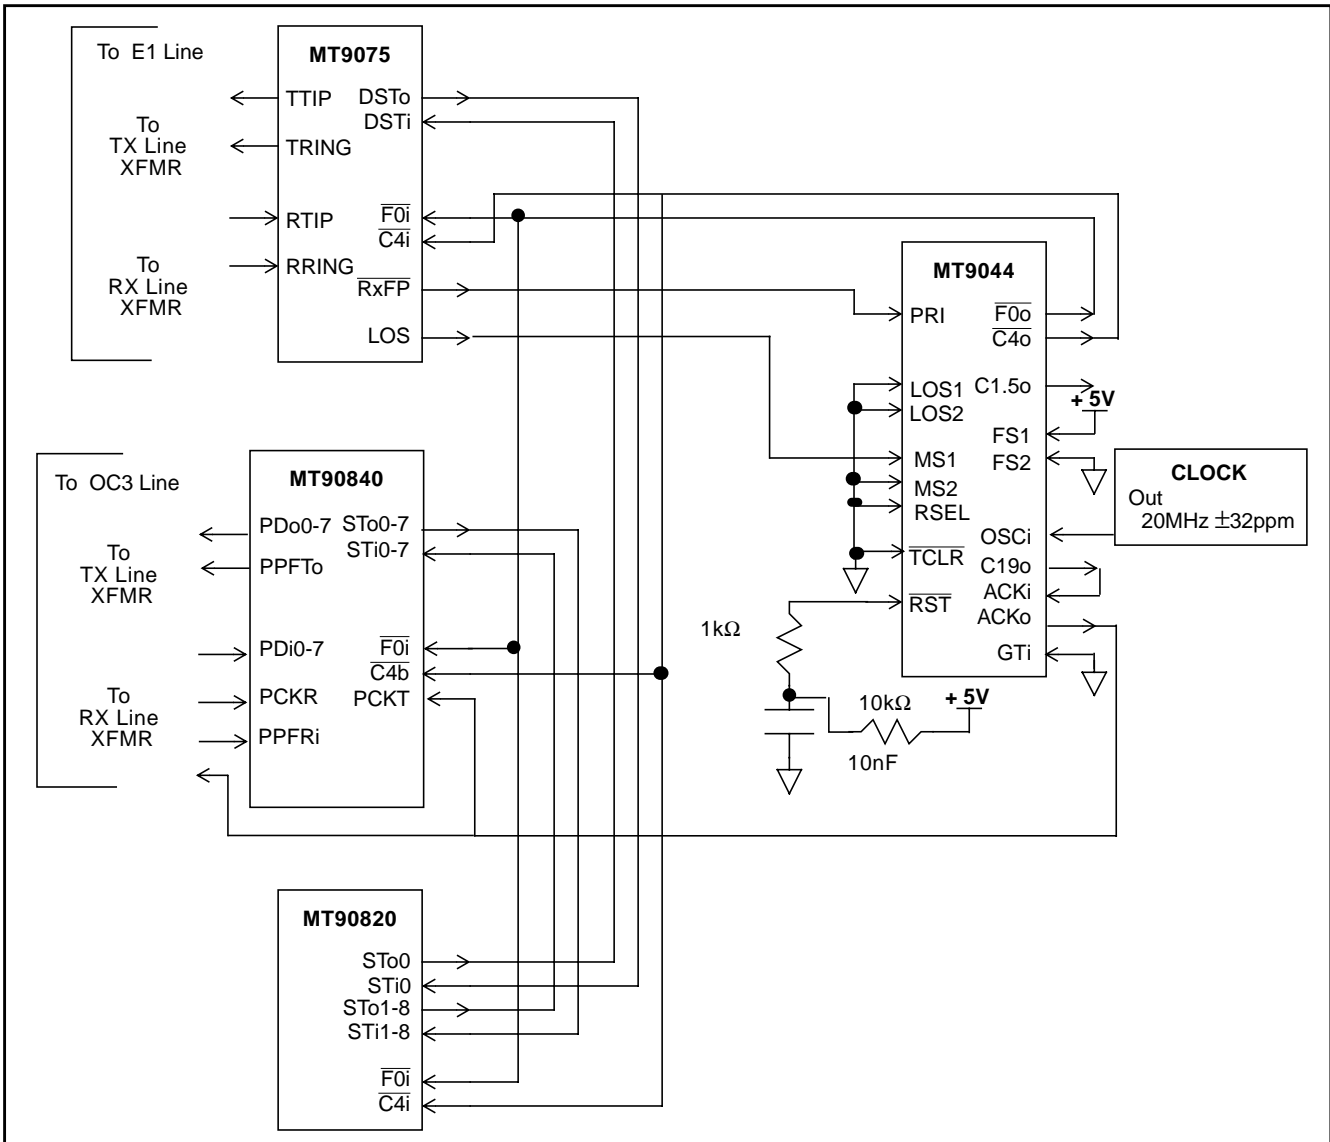 To E1 Line
MT9075
TTIP
DSTo
DSTi
To
TX Line
XFMR
TRING
RTIP
F0i
C4i
To
RX Line
XFMR
RRING
RxFP
LOS
MT9044
PRI
F0o
C4o
LOS1
LOS2
C1.5o
+ 5V
FS1
FS2
MS1
MS2
RSEL
CLOCK
Out
20MHz ±32ppm
OSCi
TCLR
C19o
ACKi
RST
ACKo
GTi
1kΩ
10kΩ
+ 5V
10nF
To OC3 Line
MT90840
PDo0-7
STo0-7
STi0-7
To
TX Line
XFMR
PPFTo
PDi0-7
F0i
C4b
To
RX Line
XFMR
PCKR
PCKT
PPFRi
MT90820
STo0
STi0
STo1-8
STi1-8
F0i
C4i